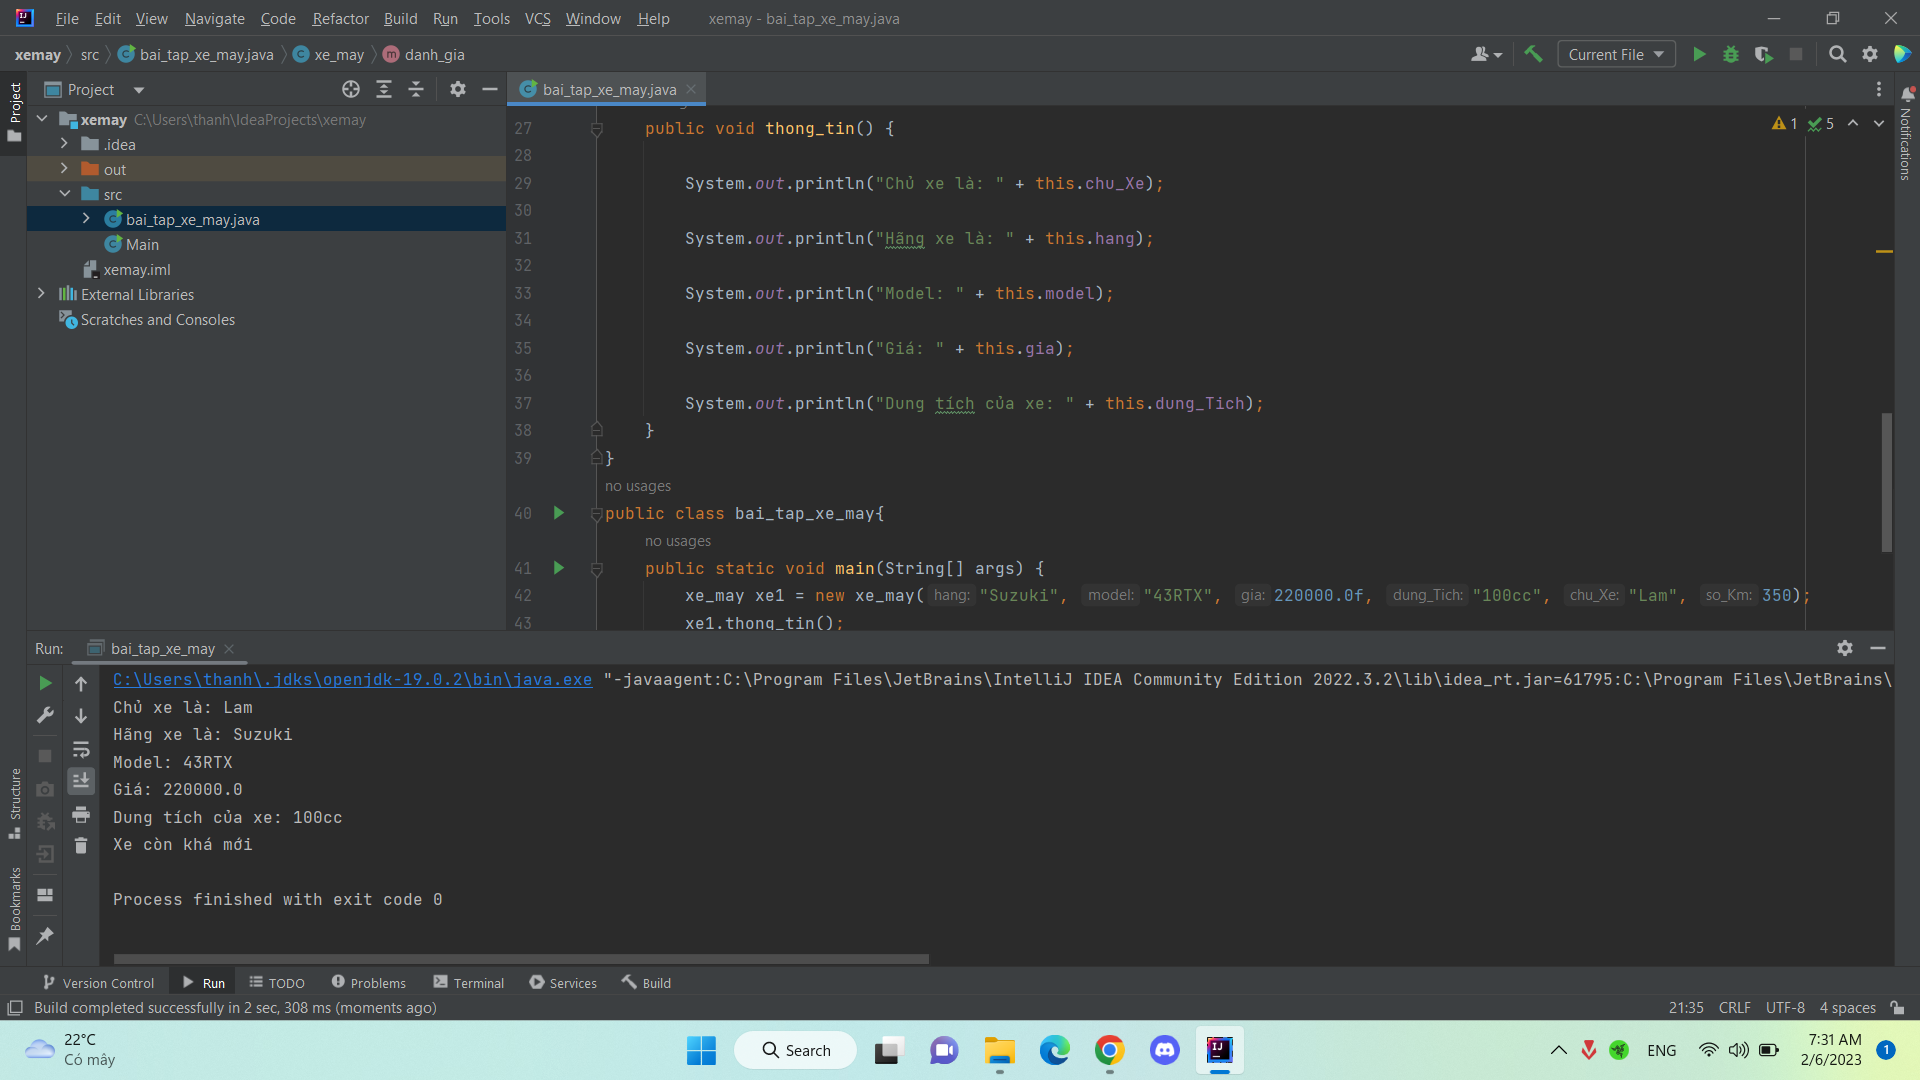 File Edit View Navigate Code Refactor Build Run Tools VCS Window Help xemay - bai_tap_xe_may.java
xemay src bai_tap_xe_may.java xe_may danh_gia Current File
Project
bai_tap_xe_may.java
xemay C:\Users\thanh\IdeaProjects\xemay
.idea
out
src
bai_tap_xe_may.java
Main
xemay.iml
External Libraries
Scratches and Consoles
Project
Structure
Bookmarks
Notifications
1 5
27 public void thong_tin() {
28
29 System.out.println("Chủ xe là: " + this.chu_Xe);
30
31 System.out.println("Hãng xe là: " + this.hang);
32
33 System.out.println("Model: " + this.model);
34
35 System.out.println("Giá: " + this.gia);
36
37 System.out.println("Dung tích của xe: " + this.dung_Tich);
38 }
39 }
no usages
40 public class bai_tap_xe_may{
no usages
41 public static void main(String[] args) {
42 xe_may xe1 = new xe_may( hang: "Suzuki", model: "43RTX", gia: 220000.0f, dung_Tich: "100cc", chu_Xe: "Lam", so_Km: 350);
43 xe1.thong_tin();
Run: bai_tap_xe_may
C:\Users\thanh\.jdks\openjdk-19.0.2\bin\java.exe "-javaagent:C:\Program Files\JetBrains\IntelliJ IDEA Community Edition 2022.3.2\lib\idea_rt.jar=61795:C:\Program Files\JetBrains\
Chủ xe là: Lam
Hãng xe là: Suzuki
Model: 43RTX
Giá: 220000.0
Dung tích của xe: 100cc
Xe còn khá mới
Process finished with exit code 0
Version Control Run TODO Problems Terminal Services Build
Build completed successfully in 2 sec, 308 ms (moments ago) 21:35 CRLF UTF-8 4 spaces
22°C
Có mây
Search
ENG
7:31 AM
2/6/2023
1